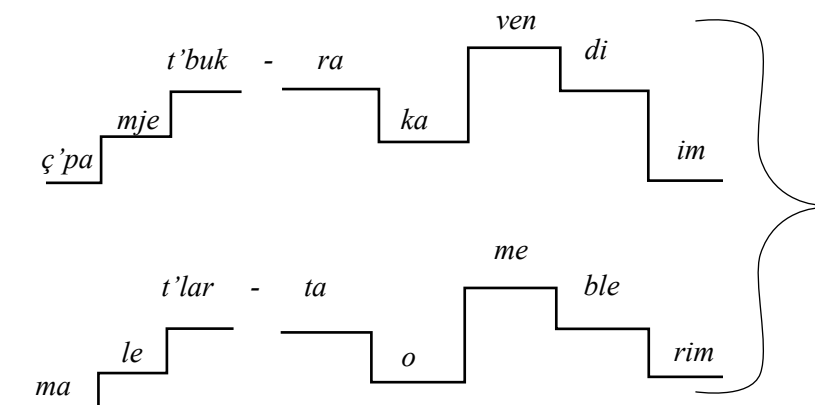 ç’pa mje t’buk - ra ka ven di im
ma le t’lar - ta o me ble rim